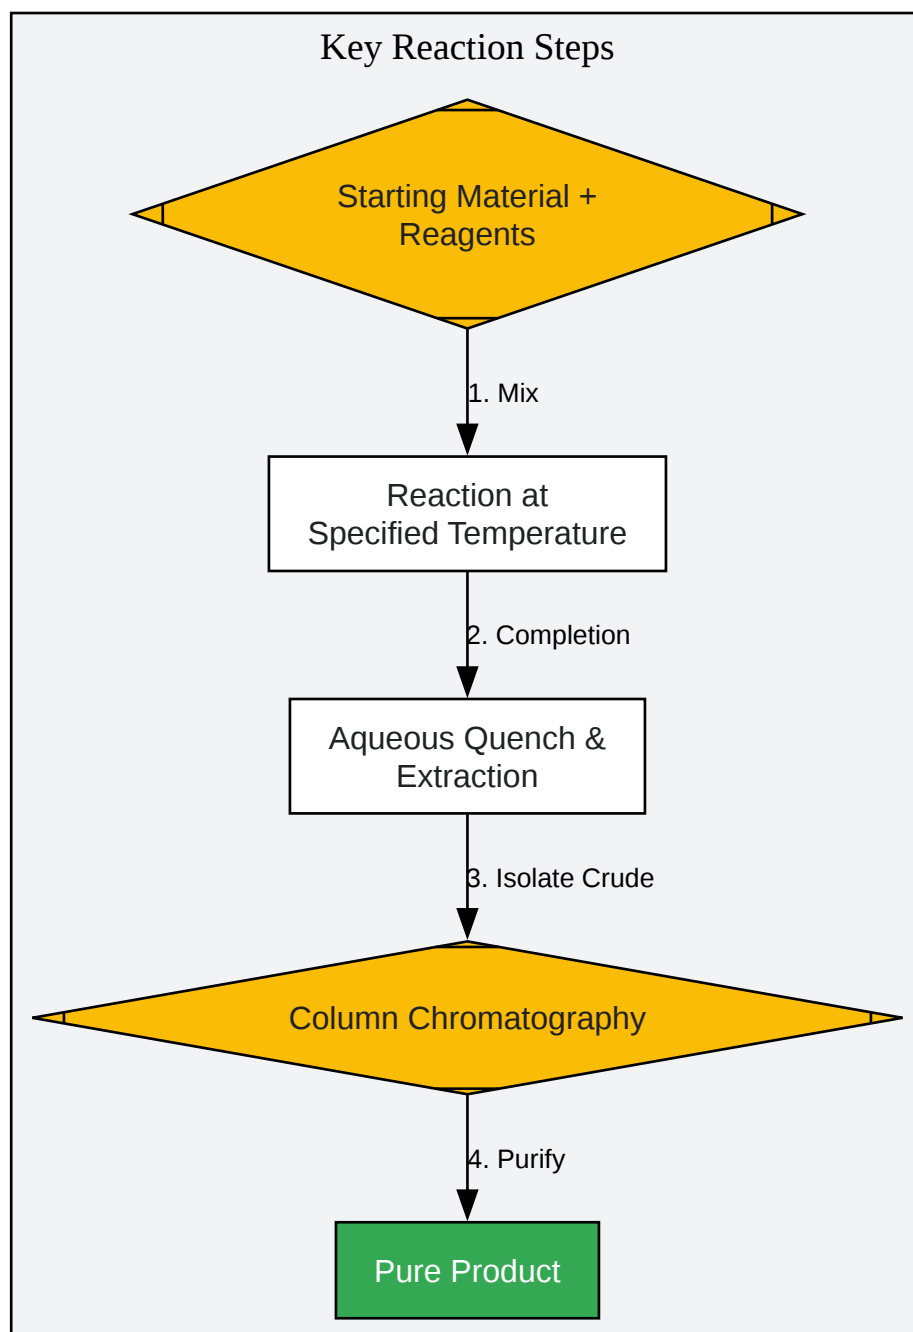 Key Reaction Steps
Starting Material +
Reagents
1. Mix
Reaction at
Specified Temperature
2. Completion
Aqueous Quench &
Extraction
3. Isolate Crude
Column Chromatography
4. Purify
Pure Product